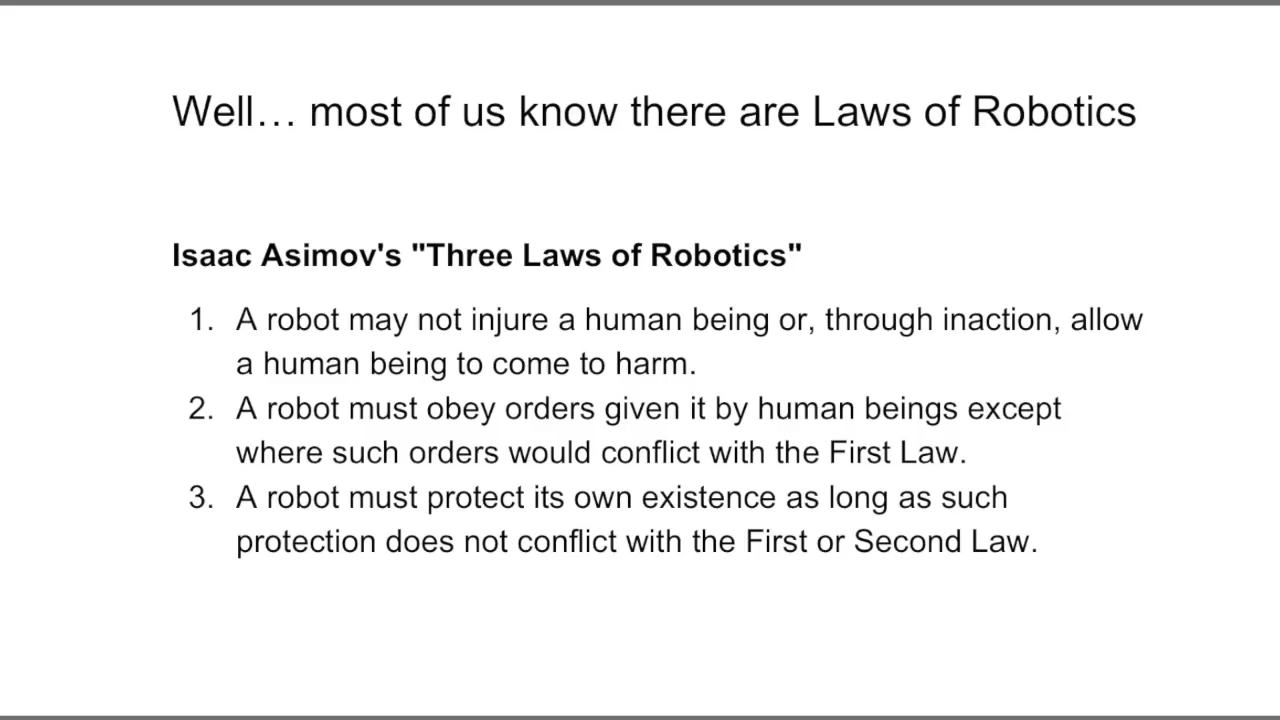 Well… most of us know there are Laws of Robotics
Isaac Asimov's "Three Laws of Robotics"
1. A robot may not injure a human being or, through inaction, allow
a human being to come to harm.
2. A robot must obey orders given it by human beings except
where such orders would conflict with the First Law.
3. A robot must protect its own existence as long as such
protection does not conflict with the First or Second Law.